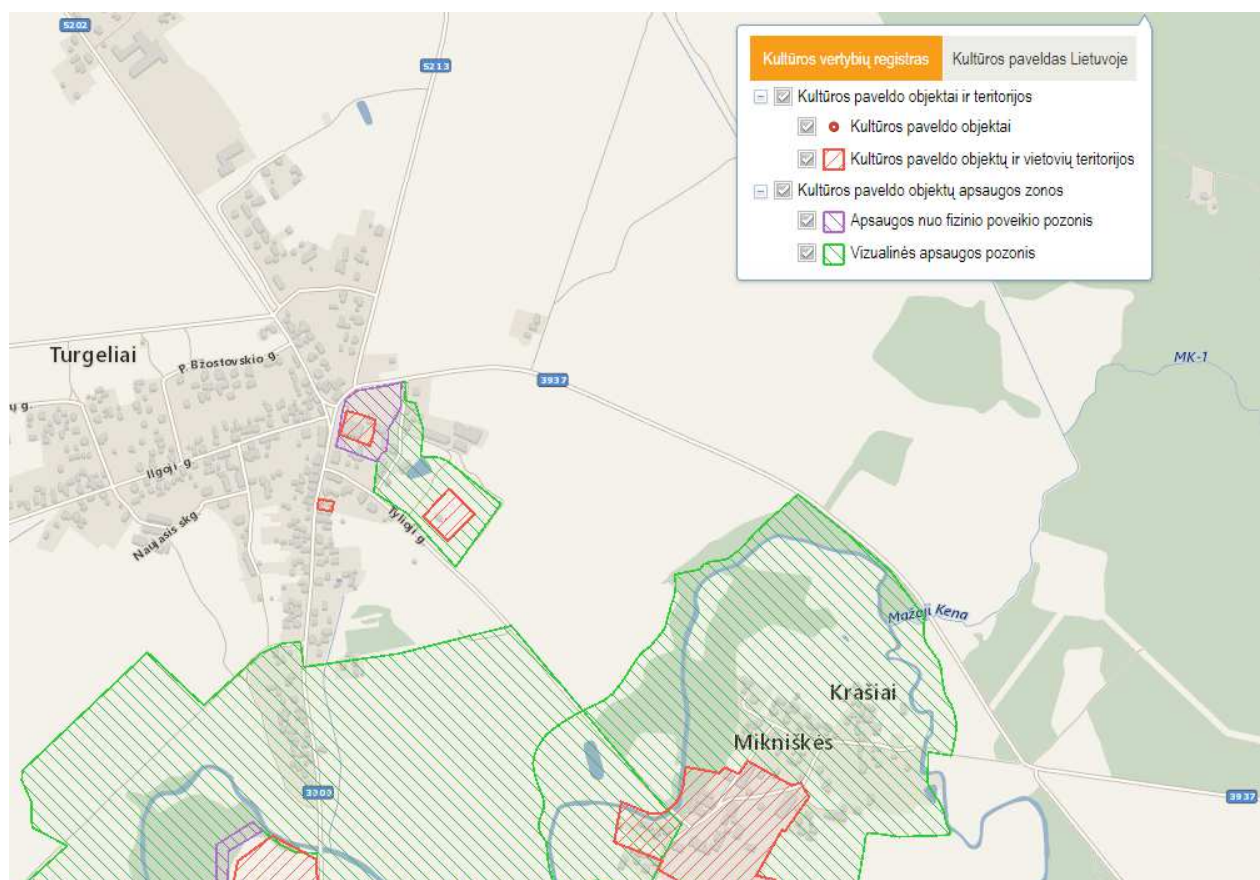 5202
5213
Kultūros vertybių registras
Kultūros paveldas Lietuvoje
Kultūros paveldo objektai ir teritorijos
Kultūros paveldo objektai
Kultūros paveldo objektų ir vietovių teritorijos
Kultūros paveldo objektų apsaugos zonos
Apsaugos nuo fizinio poveikio pozonis
Vizualinės apsaugos pozonis
Turgeliai
P. Bžostovskio g.
MK-1
3937
ų g.
Ilgoji g.
Naujasis skg.
Tylioji g.
Mažoji Kena
Krašiai
Mikniškės
3909
3937